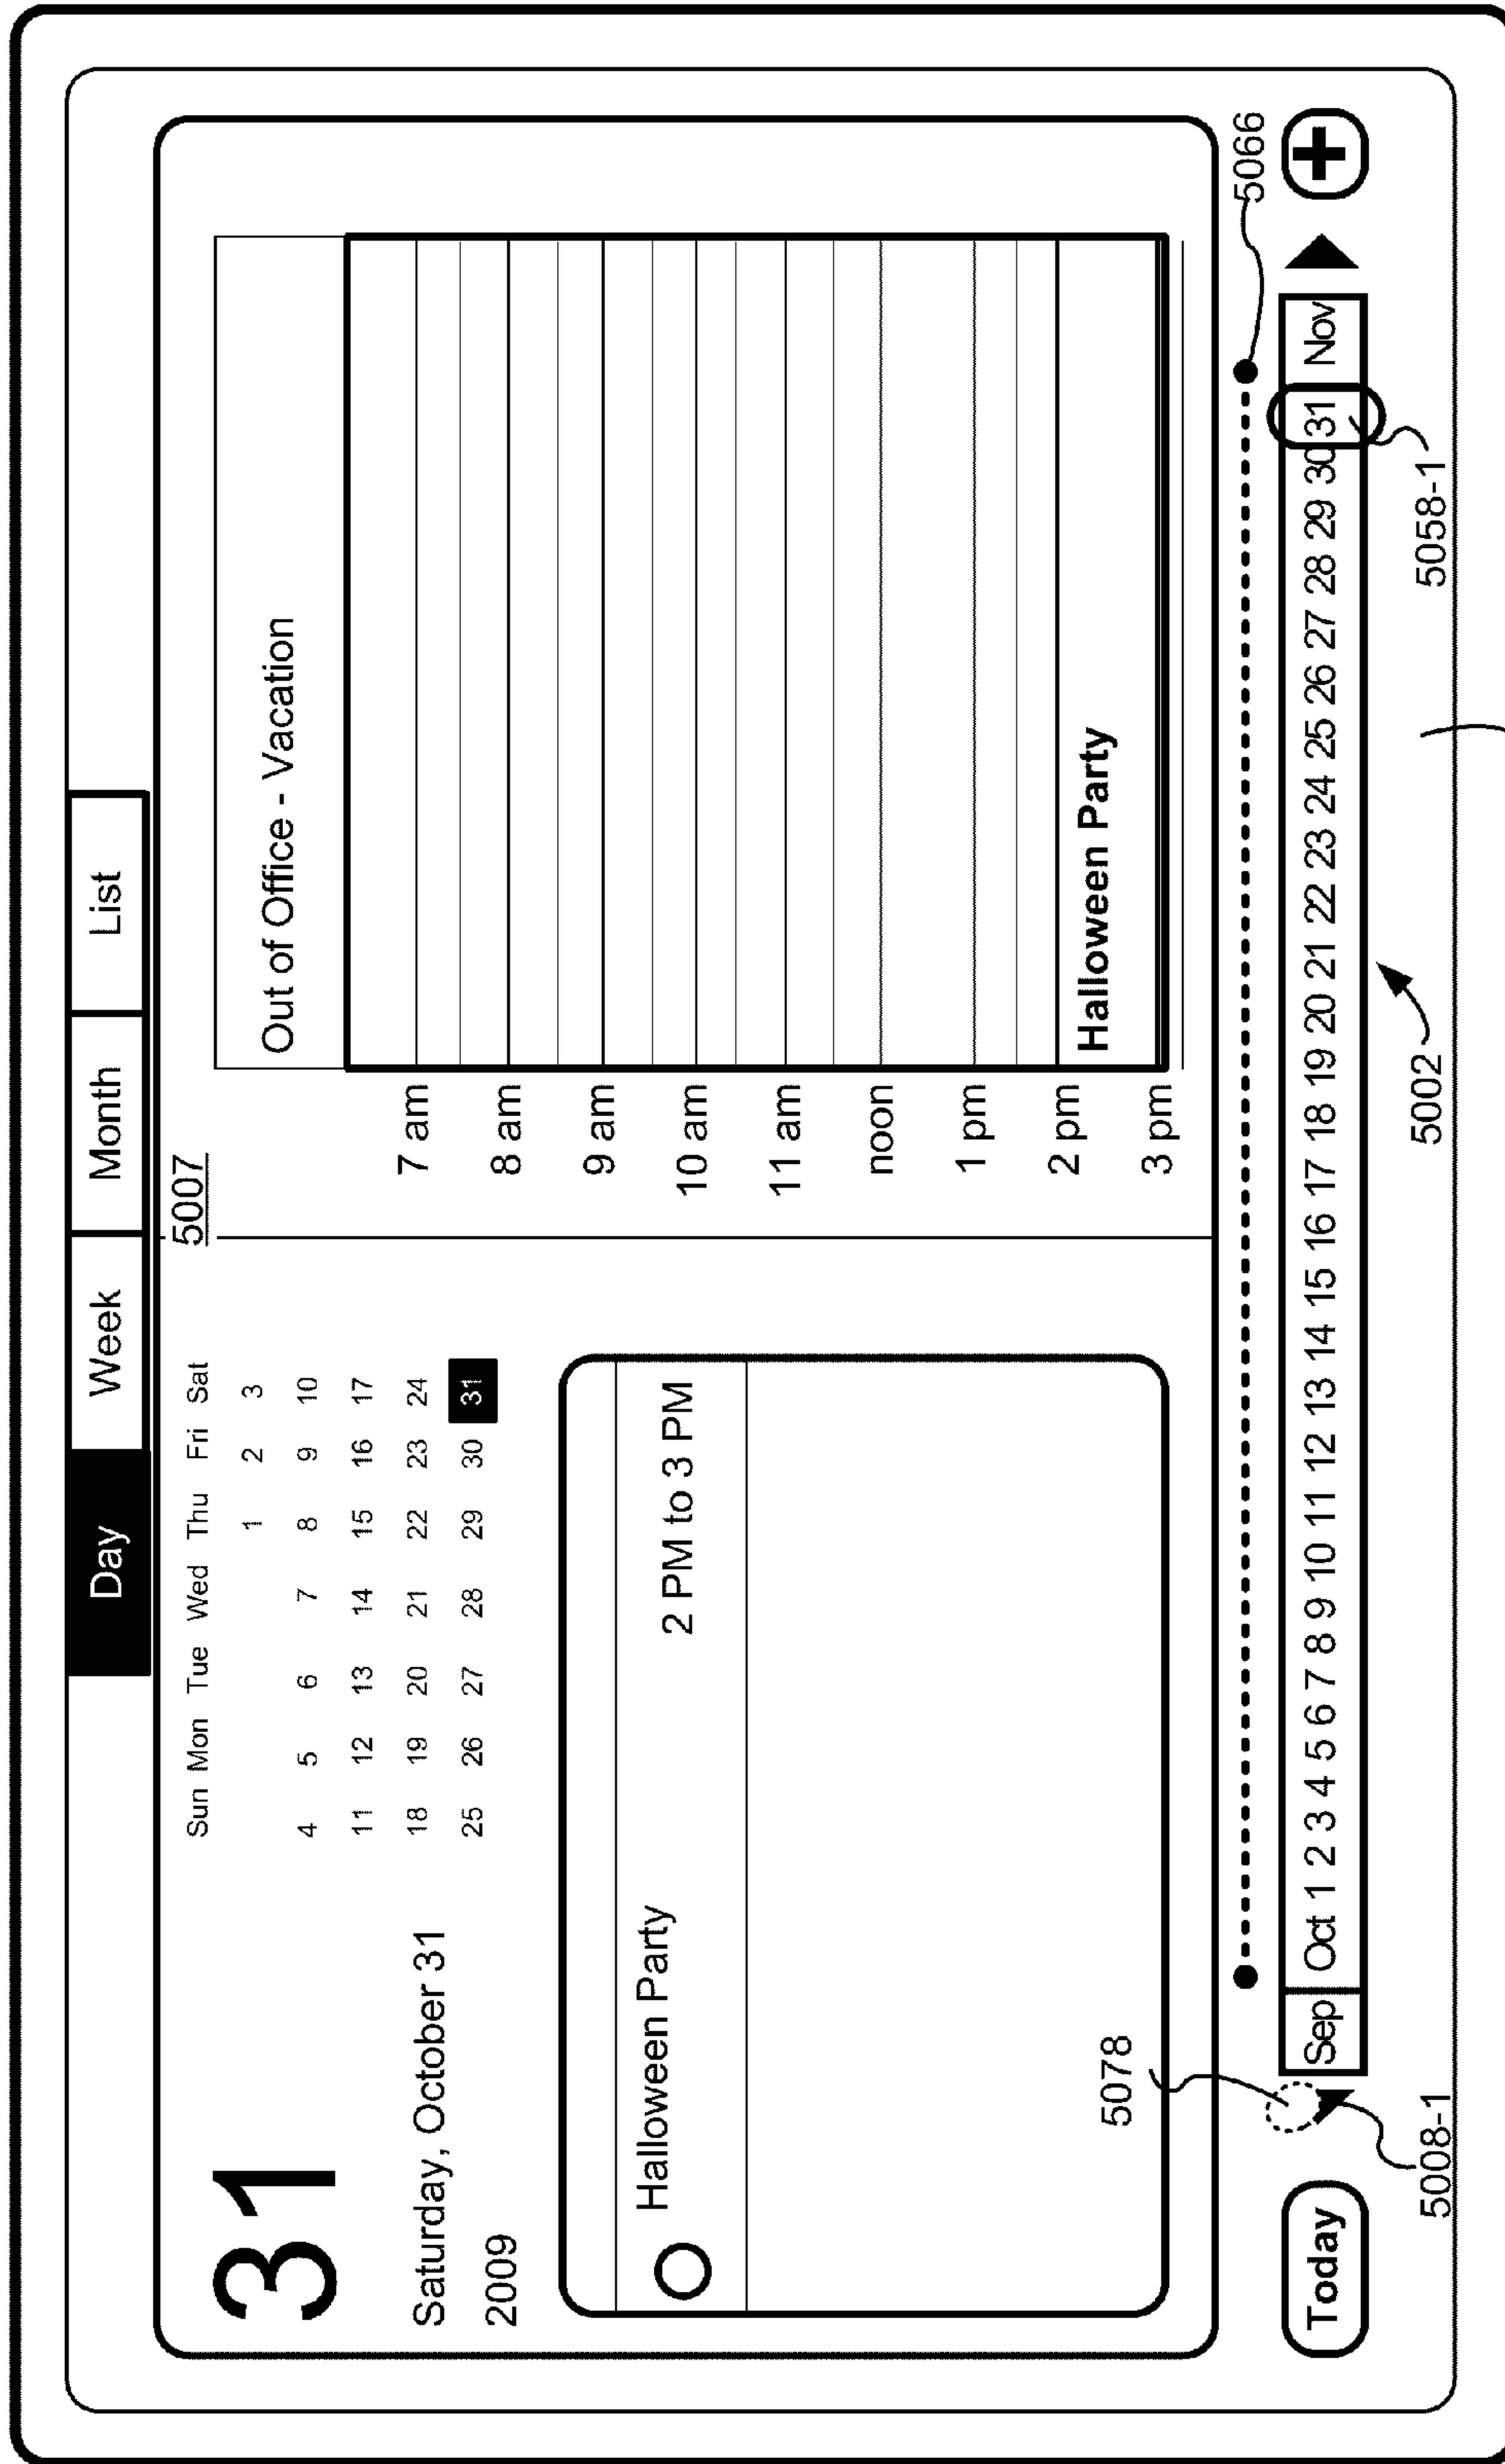 Day Week Month List
5007
31
Saturday, October 31
2009
Sun Mon Tue Wed Thu Fri Sat
1 2 3
4 5 6 7 8 9 10
11 12 13 14 15 16 17
18 19 20 21 22 23 24
25 26 27 28 29 30 31
Halloween Party 2 PM to 3 PM
Out of Office - Vacation
7 am
8 am
9 am
10 am
11 am
noon
1 pm
2 pm
Halloween Party
3 pm
5078
5066
Today
Sep Oct 1 2 3 4 5 6 7 8 9 10 11 12 13 14 15 16 17 18 19 20 21 22 23 24 25 26 27 28 29 30 31 Nov
+
5008-1
5002
5058-1